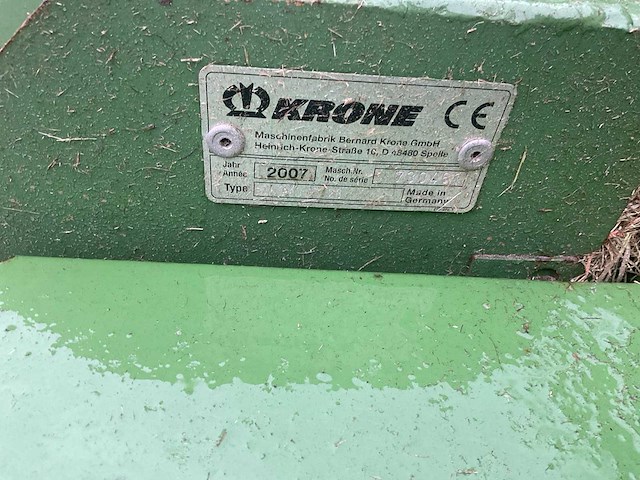 KRONE CE
Maschinenfabrik Bernard Krone GmbH
Heinrich-Krone-Straße 10, D 48480 Spelle
Jahr
Année 2007 Masch.Nr.
No. de série
Type Made in
Germany